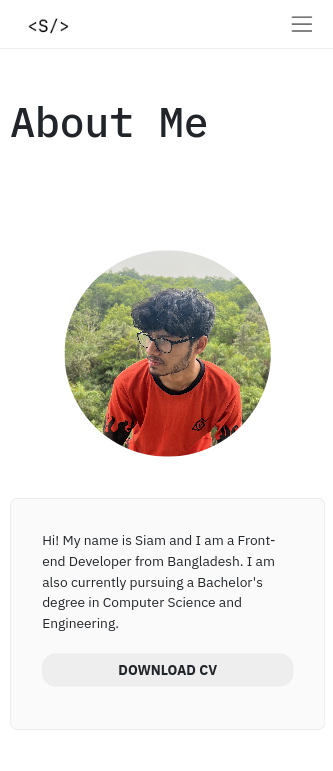 <S/>
About Me
Hi! My name is Siam and I am a Front-
end Developer from Bangladesh. I am
also currently pursuing a Bachelor's
degree in Computer Science and
Engineering.
DOWNLOAD CV